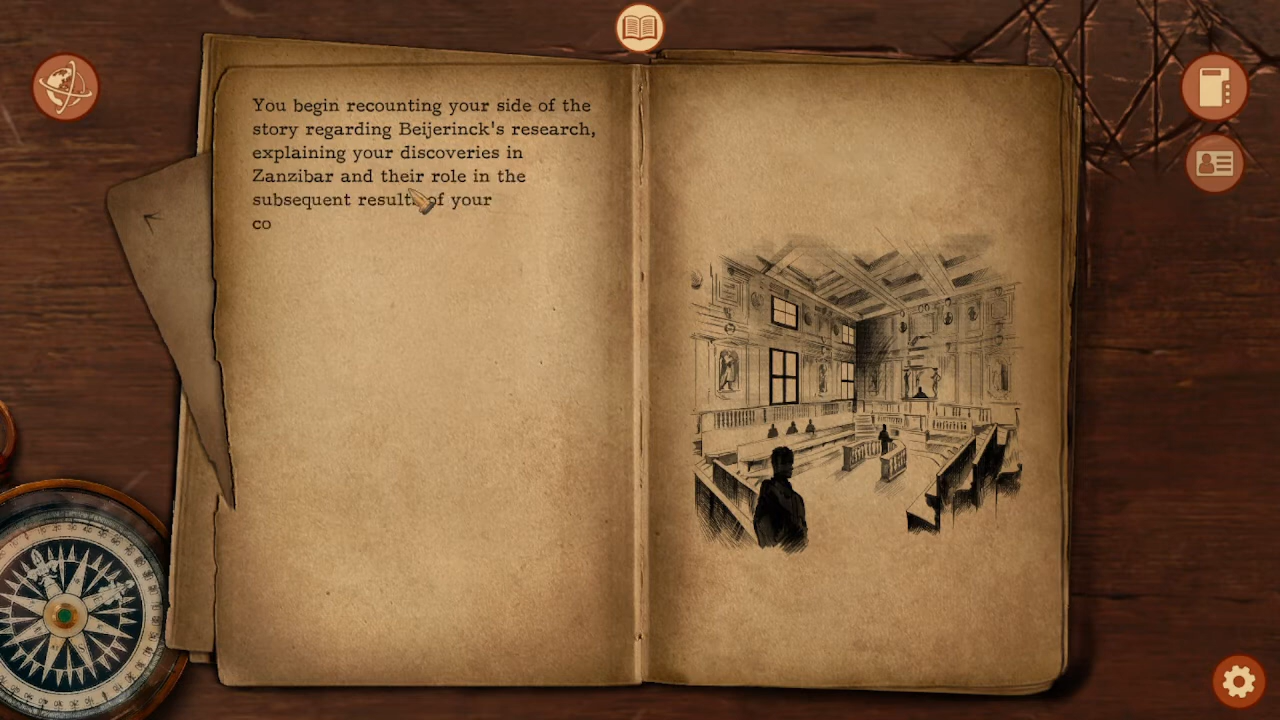 You begin recounting your side of the
story regarding Beijerinck's research,
explaining your discoveries in
Zanzibar and their role in the
subsequent results of your
co